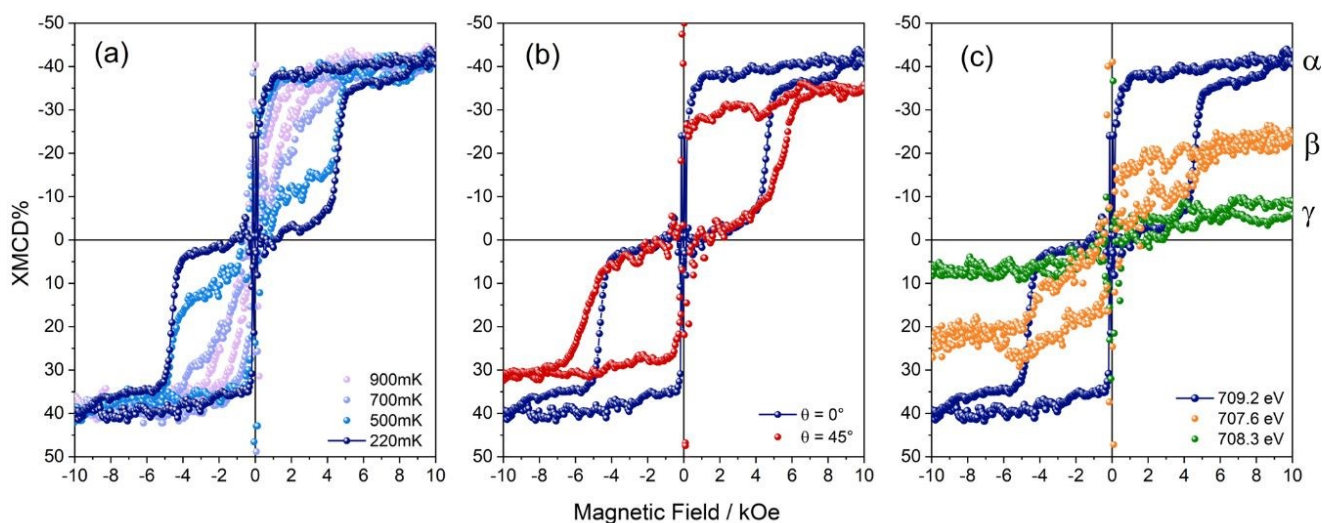 XMCD%
-50
-40
-30
-20
-10
0
10
20
30
40
50
(a)
900mK
700mK
500mK
220mK
-10 -8 -6 -4 -2 0 2 4 6 8 10
-50
-40
-30
-20
-10
0
10
20
30
40
50
(b)
θ = 0°
θ = 45°
-10 -8 -6 -4 -2 0 2 4 6 8 10
-50
-40
-30
-20
-10
0
10
20
30
40
50
(c)
α
β
γ
709.2 eV
707.6 eV
708.3 eV
-10 -8 -6 -4 -2 0 2 4 6 8 10
Magnetic Field / kOe